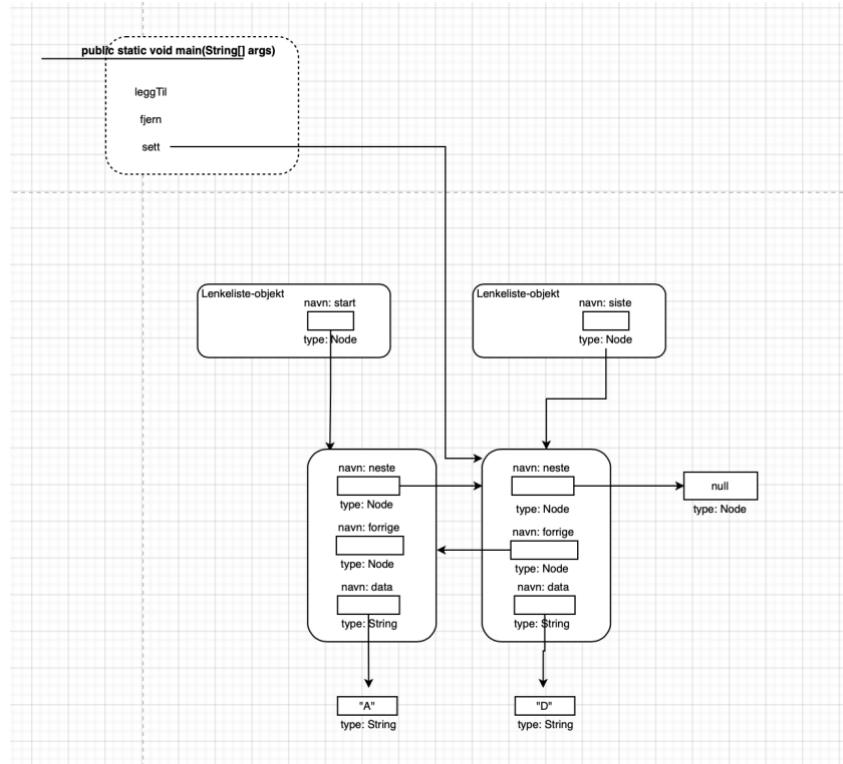 public static void main(String[] args)
leggTil
fjern
sett
Lenkeliste-objekt
navn: start
type: Node
Lenkeliste-objekt
navn: siste
type: Node
navn: neste
type: Node
navn: forrige
type: Node
navn: data
type: String
navn: neste
type: Node
navn: forrige
type: Node
navn: data
type: String
null
type: Node
"A"
type: String
"D"
type: String